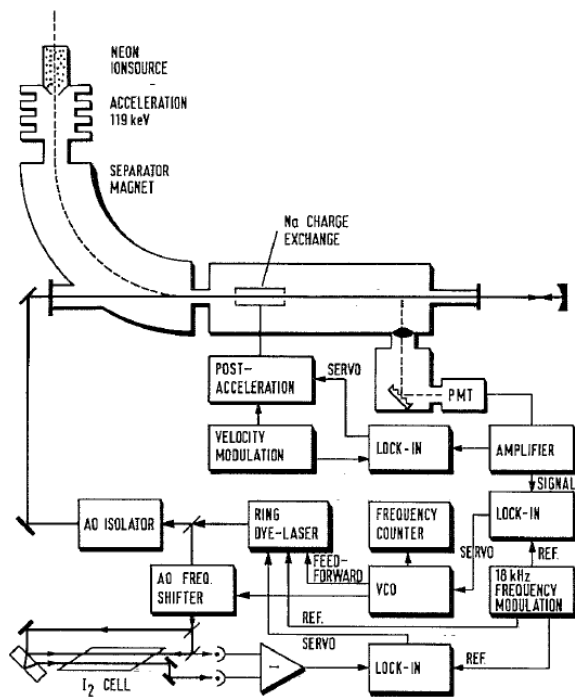 NEON
IONSOURCE
ACCELERATION
119 keV
SEPARATOR
MAGNET
Na CHARGE
EXCHANGE
POST-
ACCELERATION
SERVO
PMT
VELOCITY
MODULATION
LOCK-IN
AMPLIFIER
SIGNAL
AO ISOLATOR
RING
DYE-LASER
FREQUENCY
COUNTER
LOCK-IN
SERVO
REF.
FEED-
FORWARD
AO FREQ.
SHIFTER
VCO
18 kHz
FREQUENCY
MODULATION
REF.
SERVO
I2 CELL
-
LOCK-IN
REF.